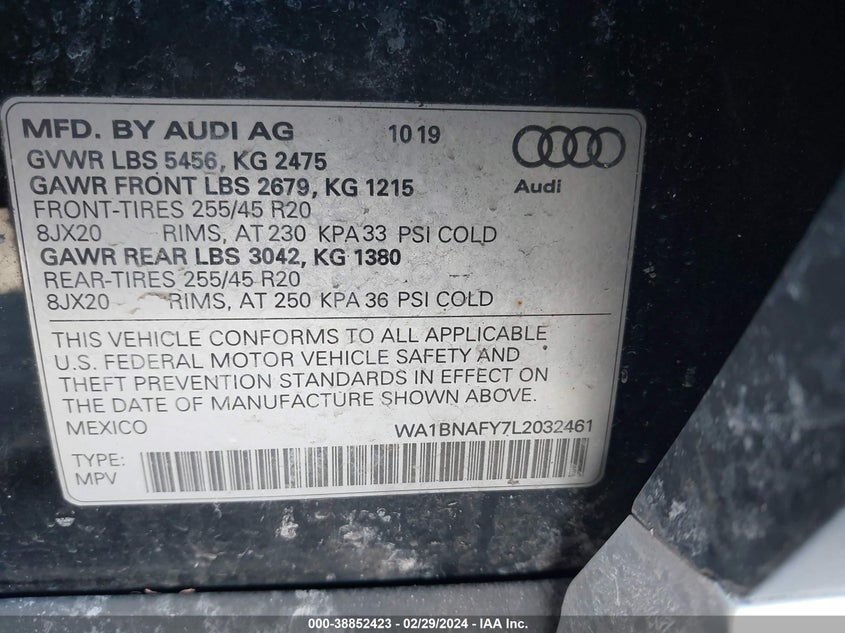 MFD. BY AUDI AG 10 19
GVWR LBS 5456, KG 2475
GAWR FRONT LBS 2679, KG 1215
Audi
FRONT-TIRES 255/45 R20
8JX20 RIMS, AT 230 KPA 33 PSI COLD
GAWR REAR LBS 3042, KG 1380
REAR-TIRES 255/45 R20
8JX20 RIMS, AT 250 KPA 36 PSI COLD
THIS VEHICLE CONFORMS TO ALL APPLICABLE
U.S. FEDERAL MOTOR VEHICLE SAFETY AND
THEFT PREVENTION STANDARDS IN EFFECT ON
THE DATE OF MANUFACTURE SHOWN ABOVE.
MEXICO WA1BNAFY7L2032461
TYPE:
MPV
000-38852423 - 02/29/2024 - IAA Inc.